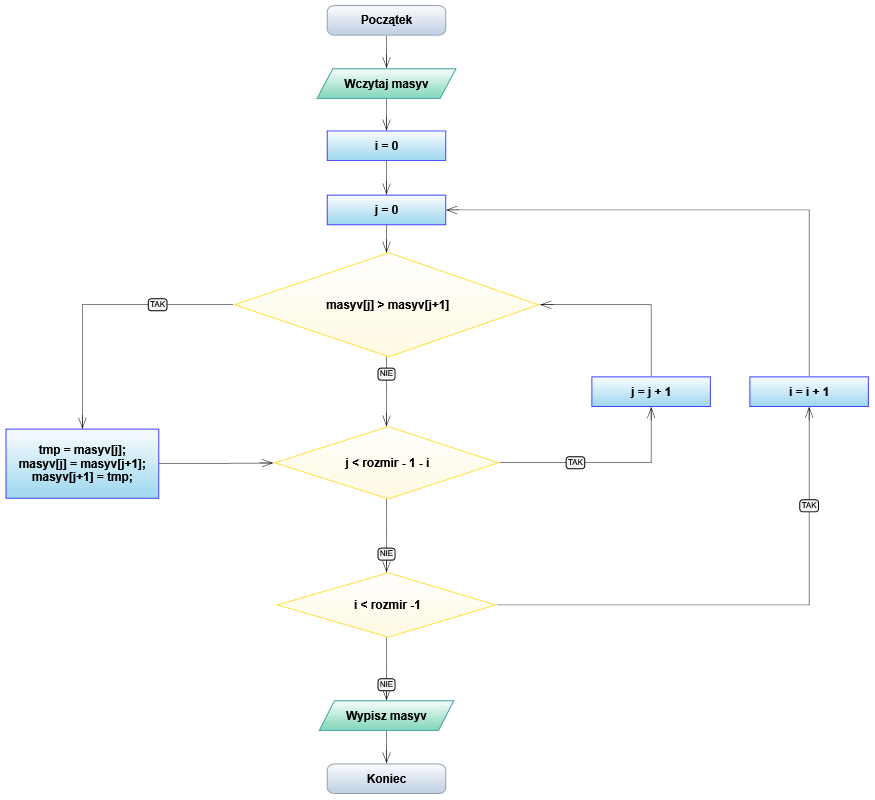 Początek
Wczytaj masyv
i = 0
j = 0
masyv[j] > masyv[j+1]
TAK
NIE
j = j + 1
i = i + 1
tmp = masyv[j];
masyv[j] = masyv[j+1];
masyv[j+1] = tmp;
j < rozmir - 1 - i
TAK
TAK
NIE
i < rozmir -1
NIE
Wypisz masyv
Koniec